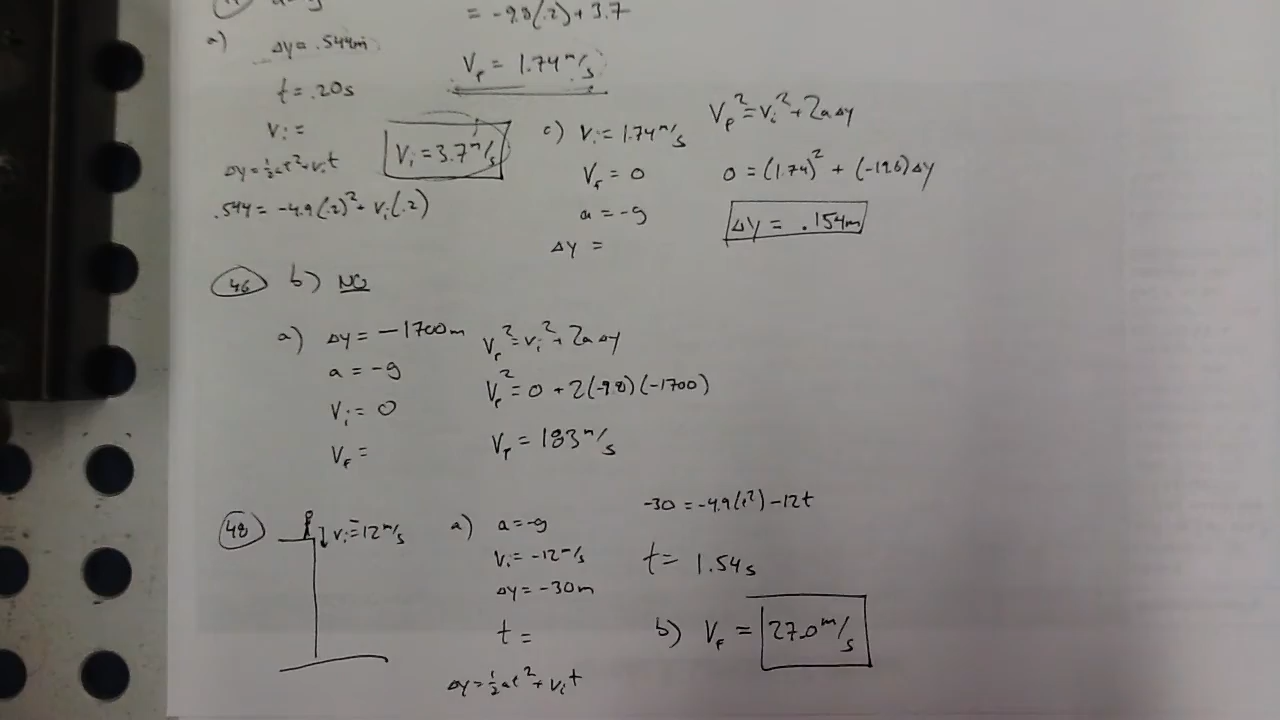 = -9.8(.2) + 3.7
a)
Δy = .544m
t = .20s
Vi =
Δy = ½at² + vit
.544 = -4.9(.2)² + Vi(.2)
VF = 1.74 m/s
Vi = 3.7 m/s
c) Vi = 1.74 m/s
VF = 0
a = -g
Δy =
VF² = Vi² + 2aΔy
0 = (1.74)² + (-19.6)Δy
Δy = .154m
46 b) NO
a) Δy = -1700m
a = -g
Vi = 0
VF =
VF² = Vi² + 2aΔy
VF² = 0 + 2(-9.8)(-1700)
VF = 183 m/s
48
Vi = 12 m/s
a) a = -g
Vi = -12 m/s
Δy = -30m
t =
Δy = ½at² + Vit
-30 = -4.9(t²) - 12t
t = 1.54s
b) VF = 27.0 m/s